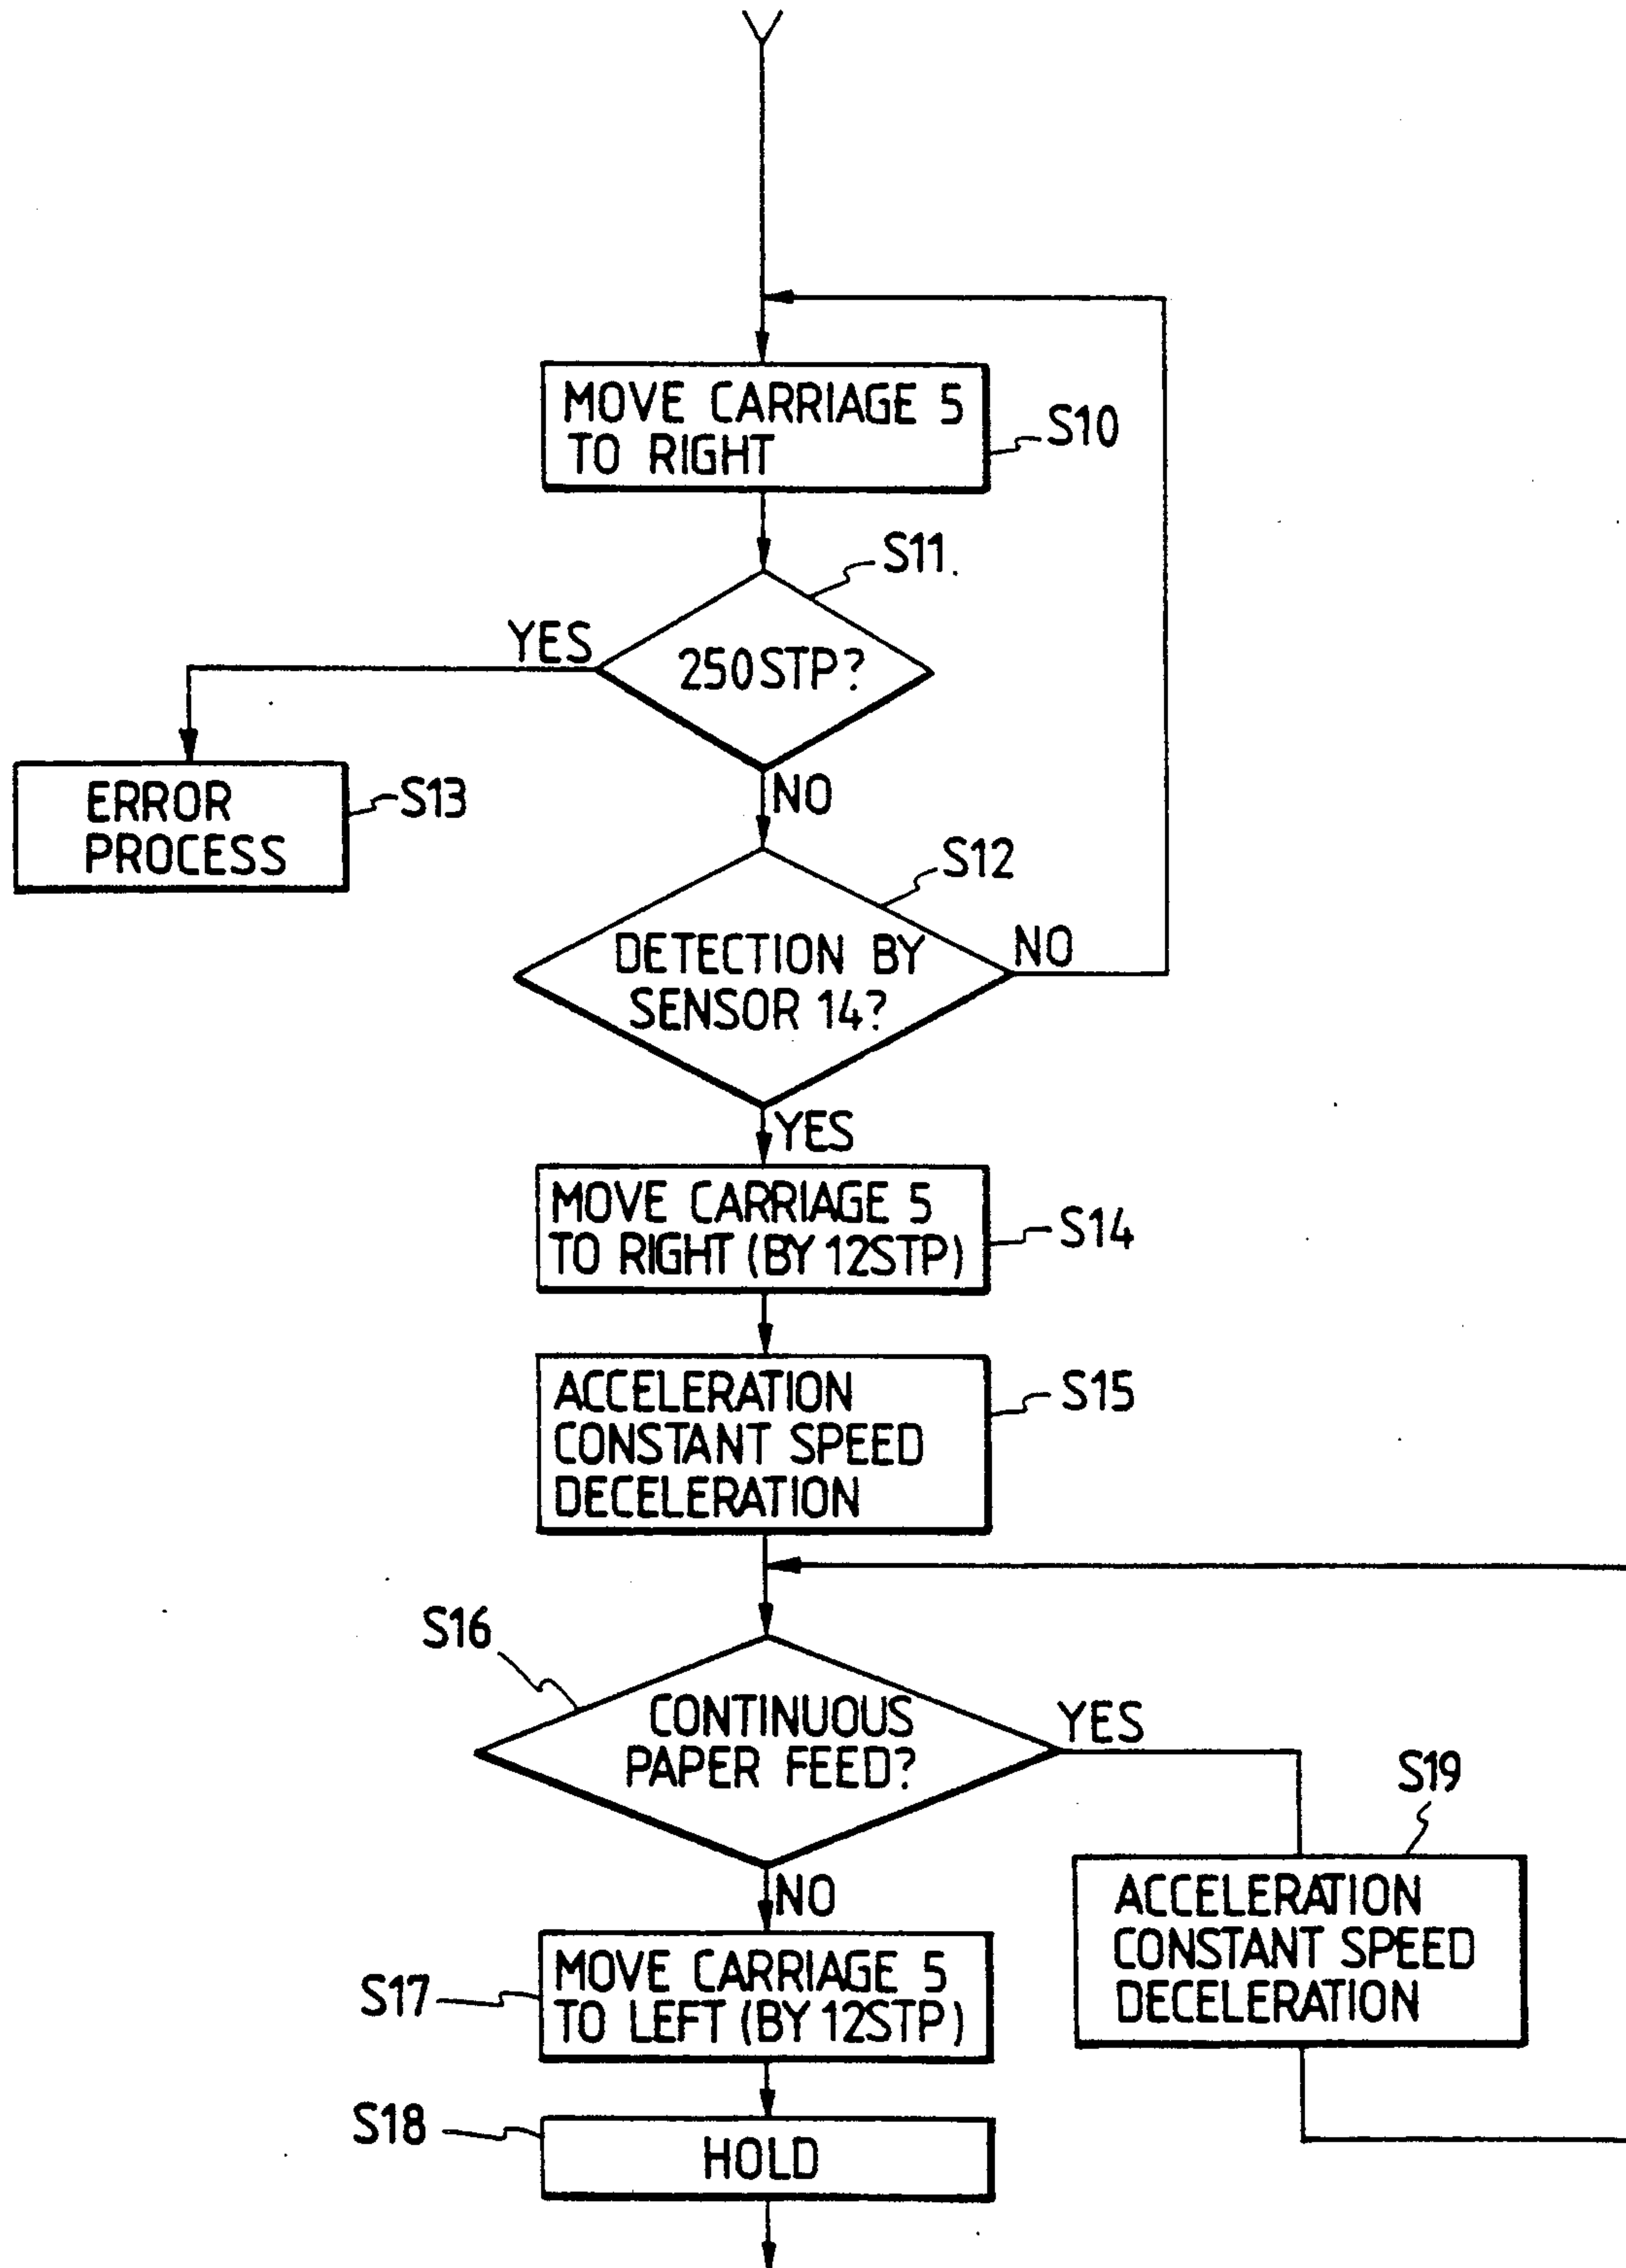 MOVE CARRIAGE 5
TO RIGHT
S10
S11.
YES
250STP?
NO
ERROR
PROCESS
S13
S12
DETECTION BY
SENSOR 14?
NO
YES
MOVE CARRIAGE 5
TO RIGHT (BY 12STP)
S14
ACCELERATION
CONSTANT SPEED
DECELERATION
S15
S16
CONTINUOUS
PAPER FEED?
YES
S19
NO
ACCELERATION
CONSTANT SPEED
DECELERATION
MOVE CARRIAGE 5
TO LEFT (BY 12STP)
S17
S18
HOLD